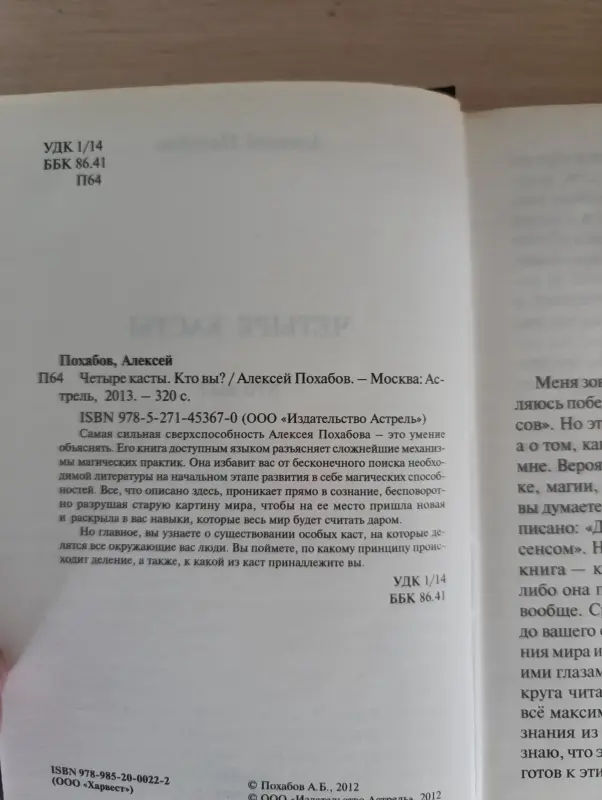 УДК 1/14
ББК 86.41
П64
Похабов, Алексей
П64 Четыре касты. Кто вы? / Алексей Похабов. – Москва: Ас-
трель, 2013. – 320 с.
ISBN 978-5-271-45367-0 (ООО «Издательство Астрель»)
Самая сильная сверхспособность Алексея Похабова – это умение
объяснять. Его книга доступным языком разъясняет сложнейшие механиз-
мы магических практик. Она избавит вас от бесконечного поиска необхо-
димой литературы на начальном этапе развития в себе магических способ-
ностей. Все, что описано здесь, проникает прямо в сознание, бесповорот-
но разрушая старую картину мира, чтобы на ее место пришла новая
и раскрыла в вас навыки, которые весь мир будет считать даром.
Но главное, вы узнаете о существовании особых каст, на которые де-
лятся все окружающие вас люди. Вы поймете, по какому принципу проис-
ходит деление, а также, к какой из каст принадлежите вы.
УДК 1/14
ББК 86.41
ISBN 978-985-20-0022-2
(ООО «Харвест»)
© Похабов А.Б., 2012
© ООО «Издательство Астрель», 2012
Меня зов
ляюсь побе
сов». Но эт
а о том, ка
мне. Вероя
ке, магии,
вы думаете
писано: «Д
сенсом». Н
книга — к
либо она п
вообще. С
до вашего
ния мира и
ими глазам
круга чита
всё максим
знания из
знаю, что э
готов к эти